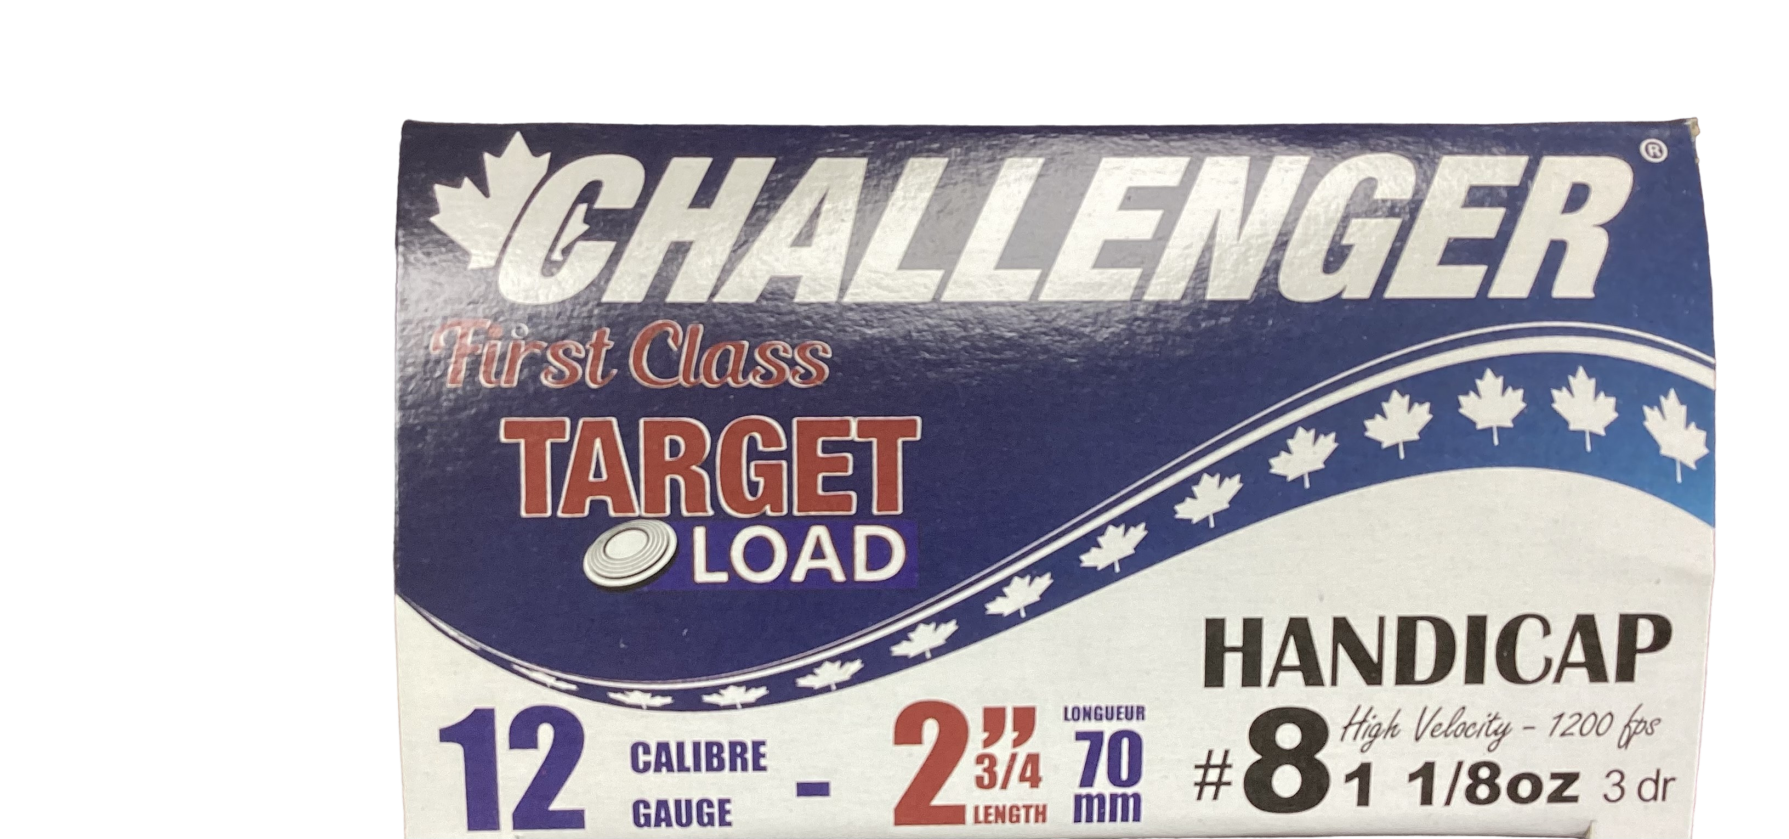 CHALLENGER®
First Class
TARGET
LOAD
HANDICAP
12 CALIBRE GAUGE - 2'' 3/4 LENGTH LONGUEUR 70 mm
#8 High Velocity - 1200 fps
1 1/8oz 3 dr